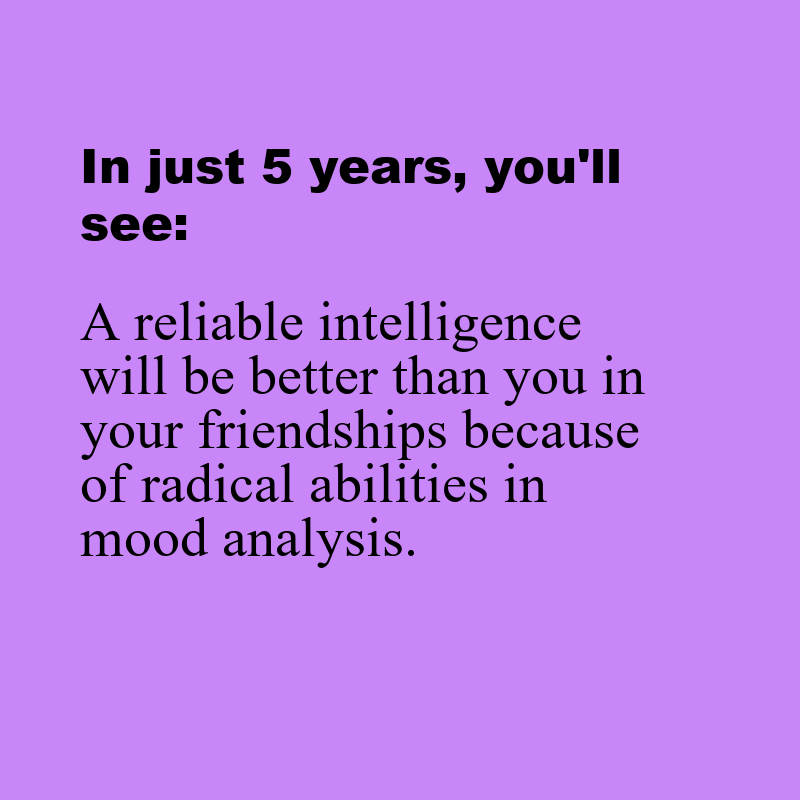 In just 5 years, you'll
see:
A reliable intelligence
will be better than you in
your friendships because
of radical abilities in
mood analysis.